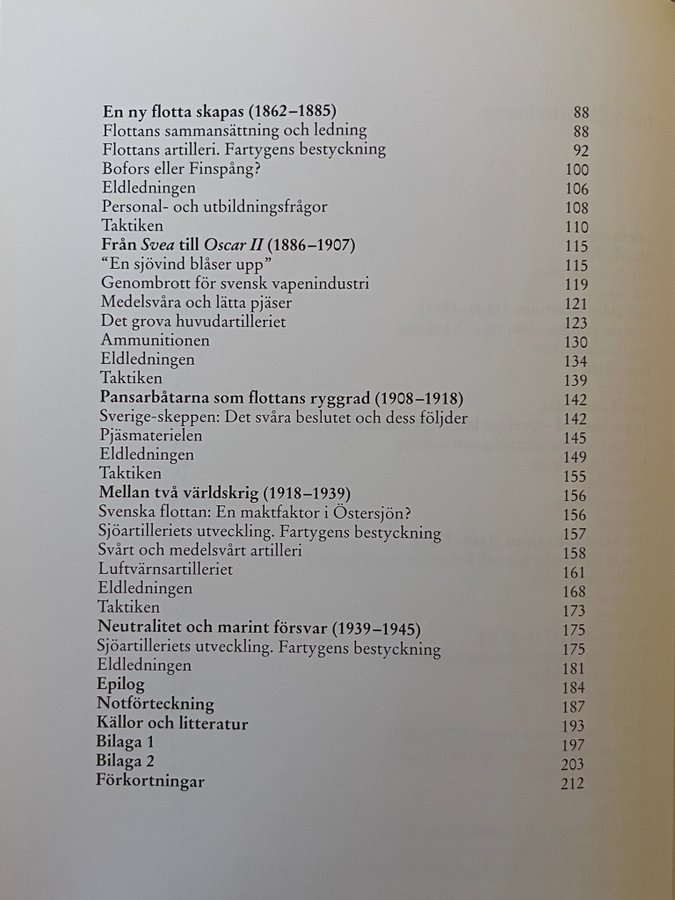 En ny flotta skapas (1862–1885) 88
Flottans sammansättning och ledning 88
Flottans artilleri. Fartygens bestyckning 92
Bofors eller Finspång? 100
Eldledningen 106
Personal- och utbildningsfrågor 108
Taktiken 110
Från Svea till Oscar II (1886–1907) 115
“En sjövind blåser upp” 115
Genombrott för svensk vapenindustri 119
Medelsvåra och lätta pjäser 121
Det grova huvudartilleriet 123
Ammunitionen 130
Eldledningen 134
Taktiken 139
Pansarbåtarna som flottans ryggrad (1908–1918) 142
Sverige-skeppen: Det svåra beslutet och dess följder 142
Pjäsmaterielen 145
Eldledningen 149
Taktiken 155
Mellan två världskrig (1918–1939) 156
Svenska flottan: En maktfaktor i Östersjön? 156
Sjöartilleriets utveckling. Fartygens bestyckning 157
Svårt och medelsvårt artilleri 158
Luftvärnsartilleriet 161
Eldledningen 168
Taktiken 173
Neutralitet och marint försvar (1939–1945) 175
Sjöartilleriets utveckling. Fartygens bestyckning 175
Eldledningen 181
Epilog 184
Notförteckning 187
Källor och litteratur 193
Bilaga 1 197
Bilaga 2 203
Förkortningar 212